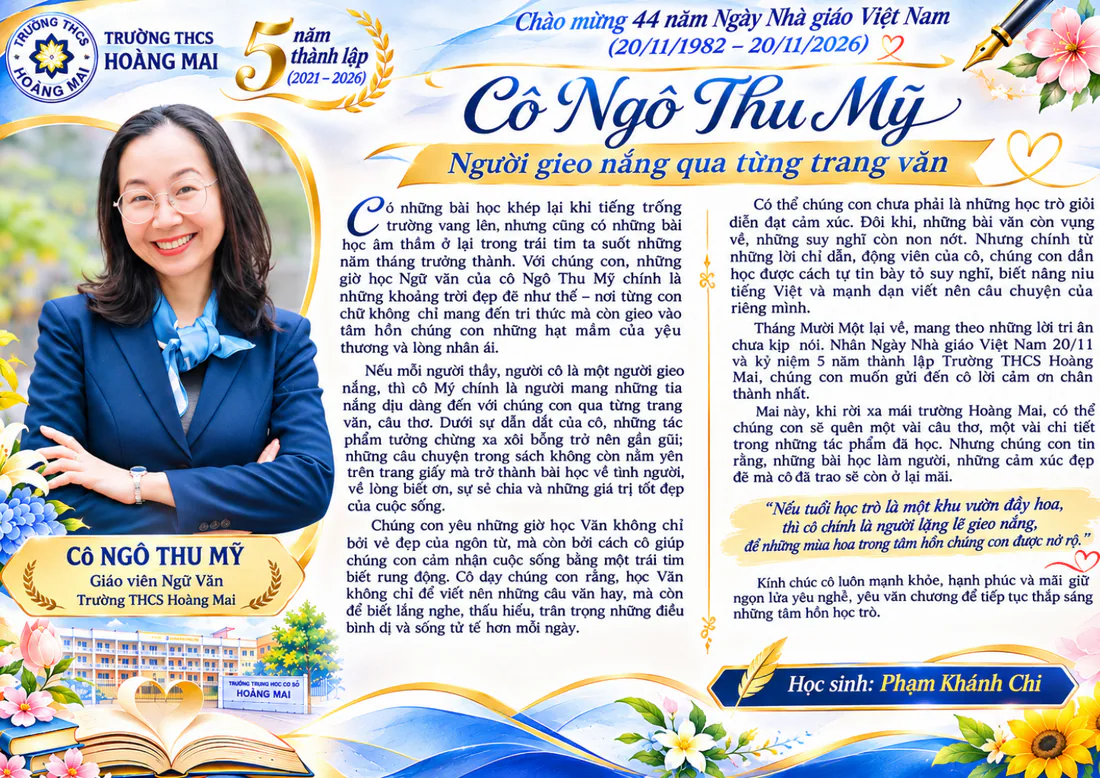 TRƯỜNG THCS
HOÀNG MAI
TRƯỜNG THCS
HOÀNG MAI
5 năm
thành lập
(2021 – 2026)
Chào mừng 44 năm Ngày Nhà giáo Việt Nam
(20/11/1982 – 20/11/2026)
Cô Ngô Thu Mỹ
Người gieo nắng qua từng trang văn
Có những bài học khép lại khi tiếng trống
trường vang lên, nhưng cũng có những bài
học âm thầm ở lại trong trái tim ta suốt những
năm tháng trưởng thành. Với chúng con, những
giờ học Ngữ văn của cô Ngô Thu Mỹ chính là
những khoảng trời đẹp đẽ như thế – nơi từng con
chữ không chỉ mang đến tri thức mà còn gieo vào
tâm hồn chúng con những hạt mầm của yêu
thương và lòng nhân ái.
Nếu mỗi người thầy, người cô là một người gieo
nắng, thì cô Mý chính là người mang những tia
nắng dịu dàng đến với chúng con qua từng trang
văn, câu thơ. Dưới sự dẫn dắt của cô, những tác
phẩm tưởng chừng xa xôi bỗng trở nên gần gũi;
những câu chuyện trong sách không còn nằm yên
trên trang giấy mà trở thành bài học về tình người,
về lòng biết ơn, sự sẻ chia và những giá trị tốt đẹp
của cuộc sống.
Chúng con yêu những giờ học Văn không chỉ
bởi vẻ đẹp của ngôn từ, mà còn bởi cách cô giúp
chúng con cảm nhận cuộc sống bằng một trái tim
biết rung động. Cô dạy chúng con rằng, học Văn
không chỉ để viết nên những câu văn hay, mà còn
để biết lắng nghe, thấu hiểu, trân trọng những điều
bình dị và sống tử tế hơn mỗi ngày.
Có thể chúng con chưa phải là những học trò giỏi
diễn đạt cảm xúc. Đôi khi, những bài văn còn vụng
về, những suy nghĩ còn non nớt. Nhưng chính từ
những lời chỉ dẫn, động viên của cô, chúng con dần
học được cách tự tin bày tỏ suy nghĩ, biết nâng niu
tiếng Việt và mạnh dạn viết nên câu chuyện của
riêng mình.
Tháng Mười Một lại về, mang theo những lời tri ân
chưa kịp nói. Nhân Ngày Nhà giáo Việt Nam 20/11
và kỷ niệm 5 năm thành lập Trường THCS Hoàng
Mai, chúng con muốn gửi đến cô lời cảm ơn chân
thành nhất.
Mai này, khi rời xa mái trường Hoàng Mai, có thể
chúng con sẽ quên một vài câu thơ, một vài chi tiết
trong những tác phẩm đã học. Nhưng chúng con tin
rằng, những bài học làm người, những cảm xúc đẹp
đẽ mà cô đã trao sẽ còn ở lại mãi.
"Nếu tuổi học trò là một khu vườn đầy hoa,
thì cô chính là người lặng lẽ gieo nắng,
để những mùa hoa trong tâm hồn chúng con được nở rộ."
Kính chúc cô luôn mạnh khỏe, hạnh phúc và mãi giữ
ngọn lửa yêu nghề, yêu văn chương để tiếp tục thắp sáng
những tâm hồn học trò.
Học sinh: Phạm Khánh Chi
Cô NGÔ THU MỸ
Giáo viên Ngữ Văn
Trường THCS Hoàng Mai
TRƯỜNG TRUNG HỌC CƠ SỞ
HOÀNG MAI